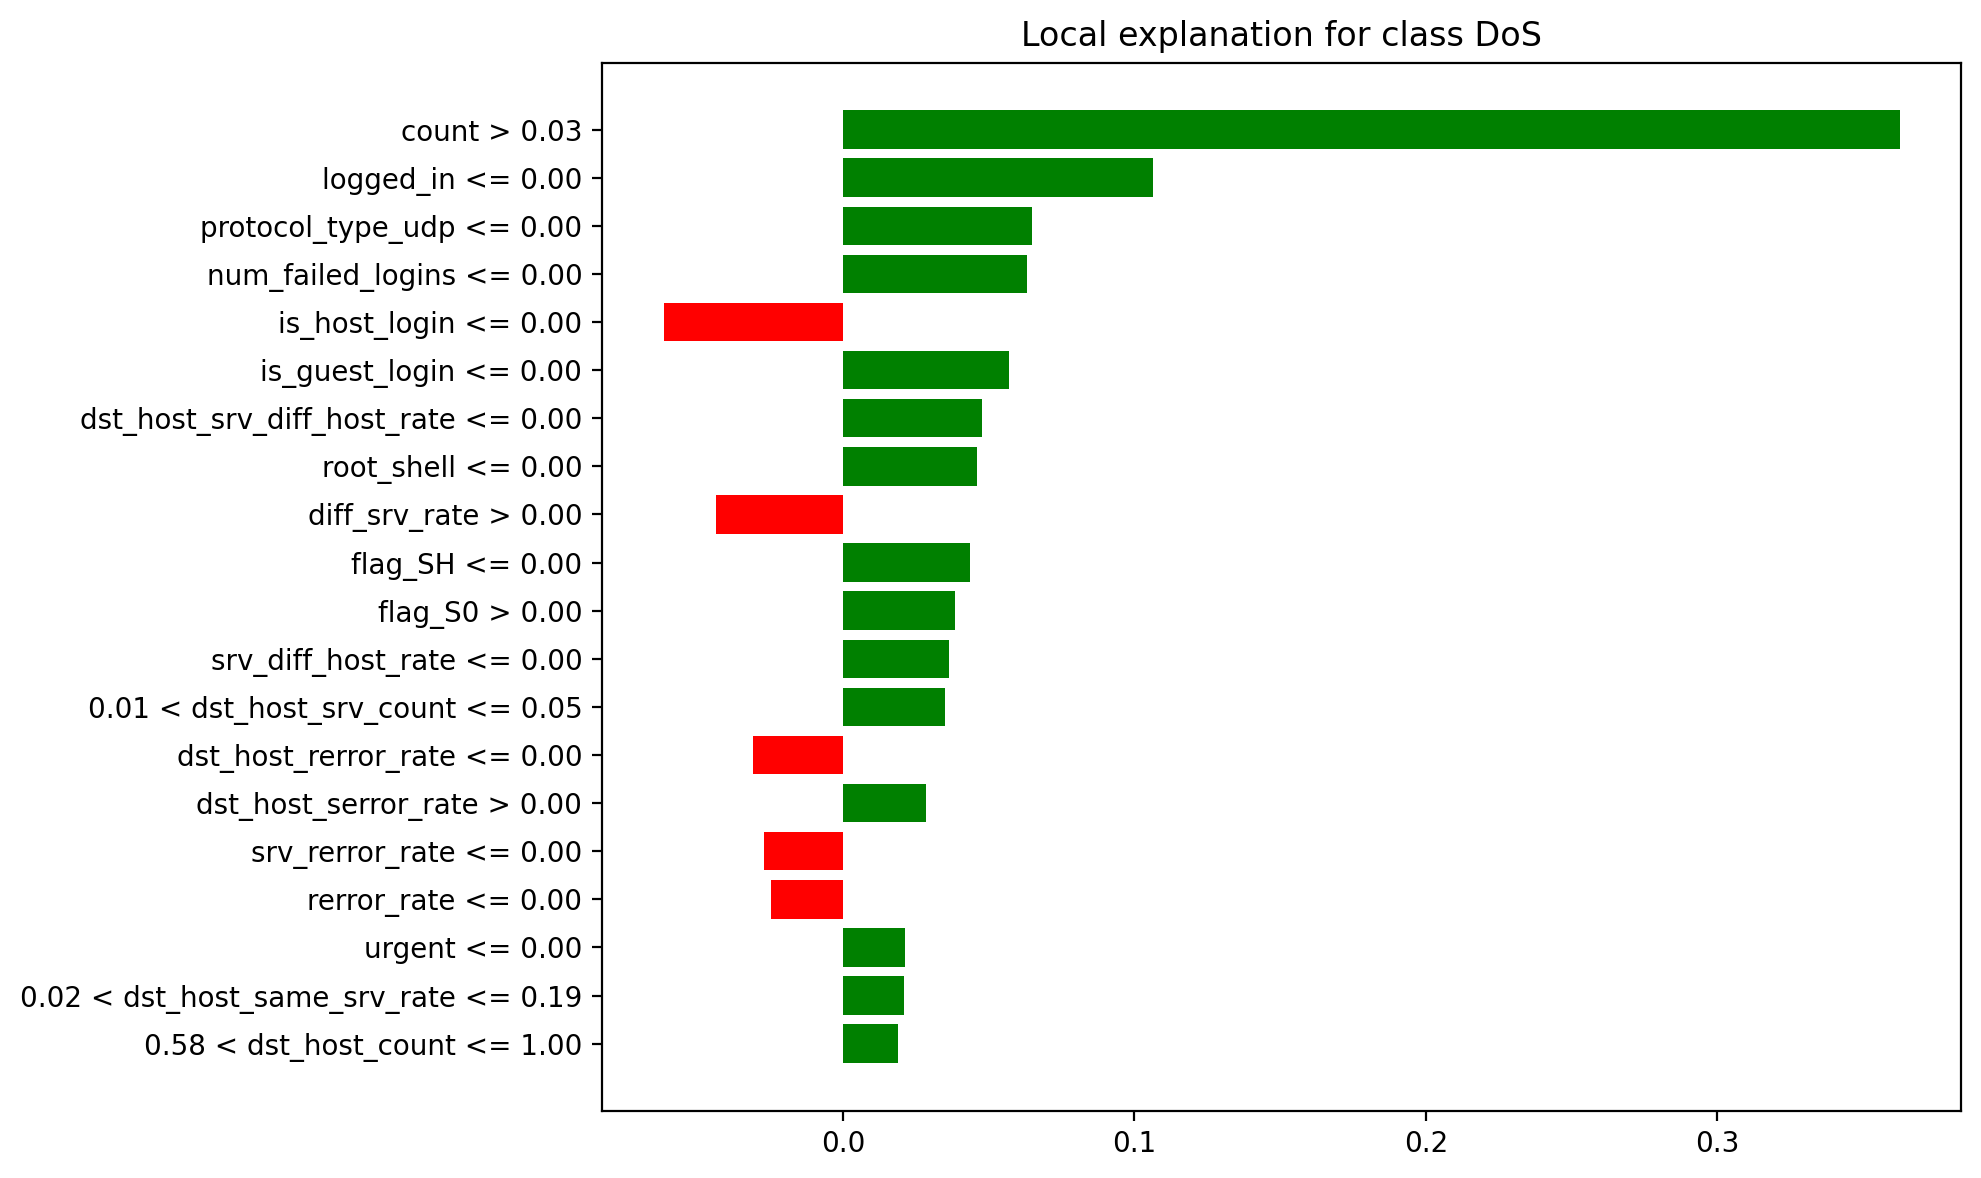 Local explanation for class DoS
count > 0.03
logged_in <= 0.00
protocol_type_udp <= 0.00
num_failed_logins <= 0.00
is_host_login <= 0.00
is_guest_login <= 0.00
dst_host_srv_diff_host_rate <= 0.00
root_shell <= 0.00
diff_srv_rate > 0.00
flag_SH <= 0.00
flag_S0 > 0.00
srv_diff_host_rate <= 0.00
0.01 < dst_host_srv_count <= 0.05
dst_host_rerror_rate <= 0.00
dst_host_serror_rate > 0.00
srv_rerror_rate <= 0.00
rerror_rate <= 0.00
urgent <= 0.00
0.02 < dst_host_same_srv_rate <= 0.19
0.58 < dst_host_count <= 1.00
0.0 0.1 0.2 0.3